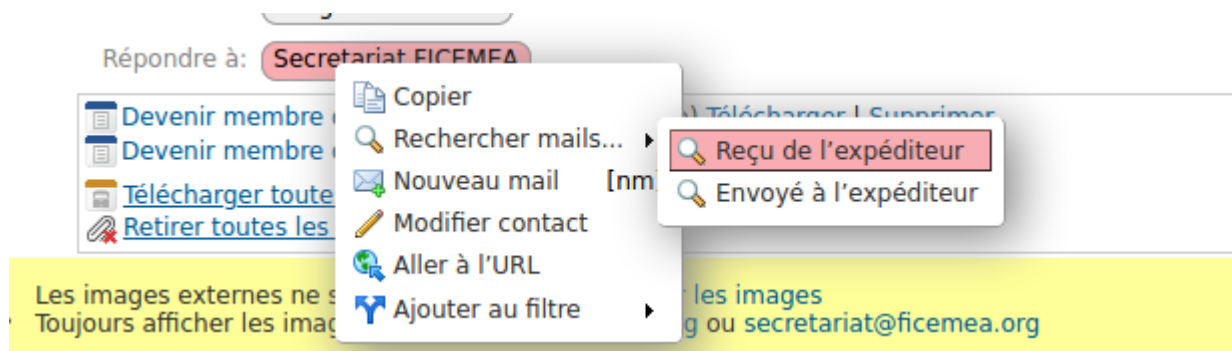 Répondre à: Secretariat FICEMEA
Copier
Devenir membre
Télécharger | Supprimer
Rechercher mails...
Reçu de l’expéditeur
Devenir membre
Nouveau mail [nm
Envoyé à l’expéditeur
Télécharger toute
Modifier contact
Retirer toutes les
Aller à l’URL
Les images externes ne s les images
Ajouter au filtre
Toujours afficher les imag g ou secretariat@ficemea.org